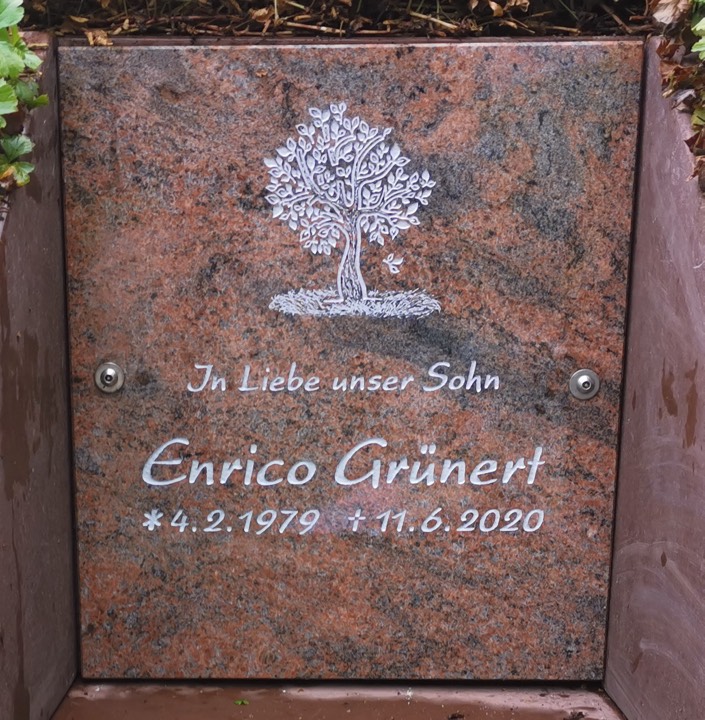 In Liebe unser Sohn
Enrico Grünert
* 4.2.1979 † 11.6.2020